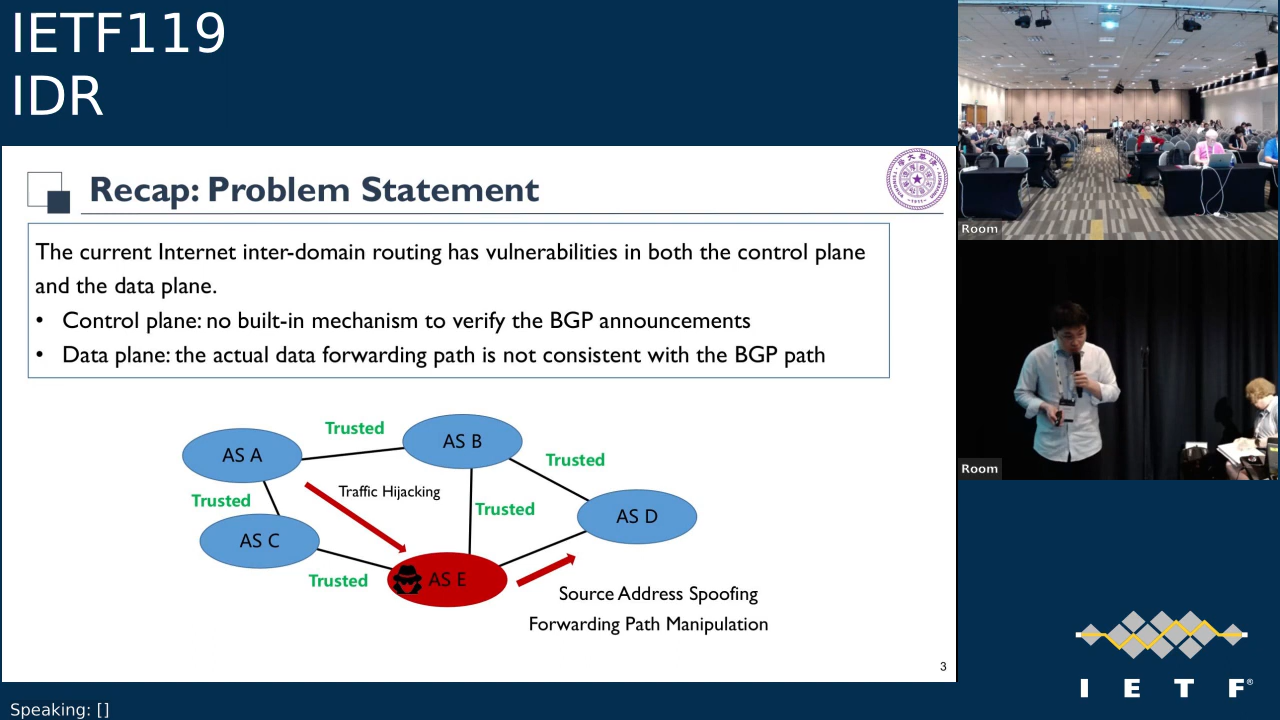 IETF119
IDR
Recap: Problem Statement
The current Internet inter-domain routing has vulnerabilities in both the control plane
and the data plane.
• Control plane: no built-in mechanism to verify the BGP announcements
• Data plane: the actual data forwarding path is not consistent with the BGP path
Trusted
AS A
AS B
Trusted
Trusted
Traffic Hijacking
Trusted
AS D
AS C
Trusted
AS E
Source Address Spoofing
Forwarding Path Manipulation
3
Room
Room
I E T F®
Speaking: []